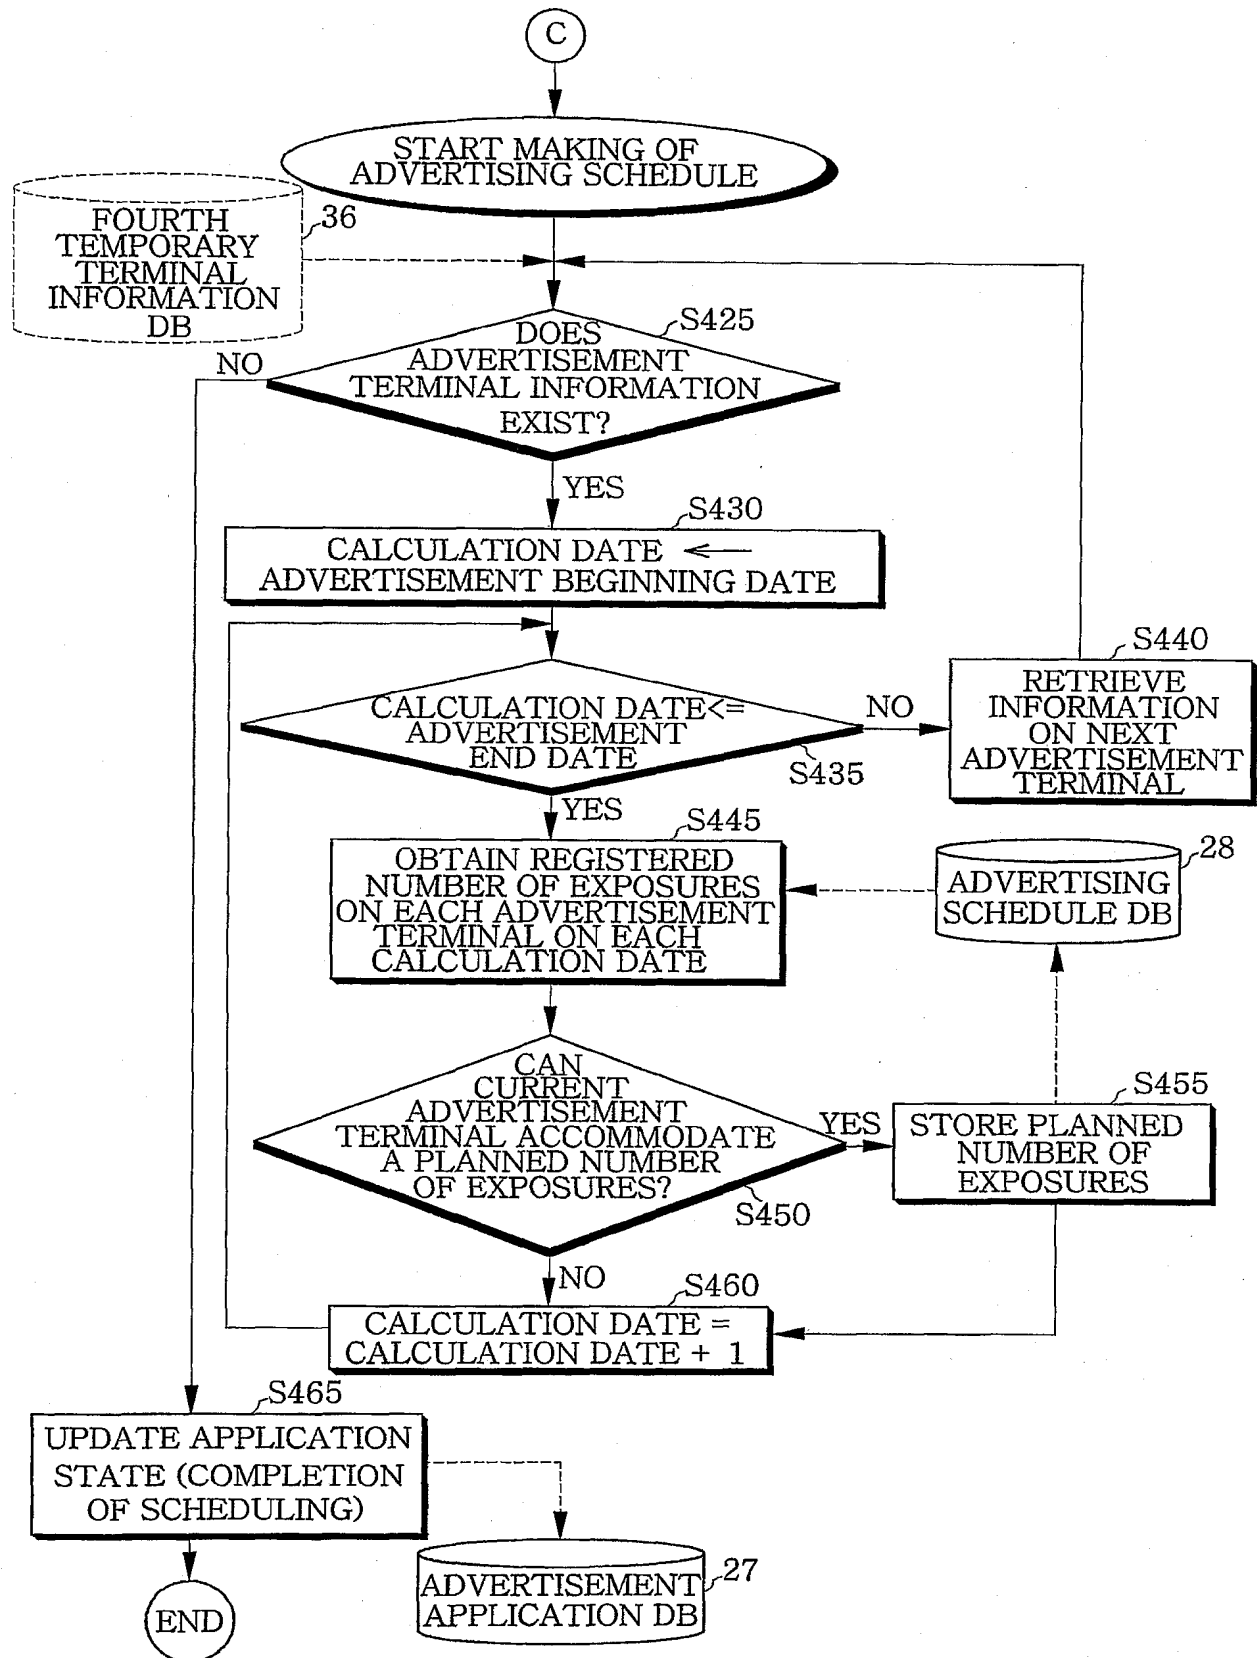 C
START MAKING OF
ADVERTISING SCHEDULE
FOURTH
TEMPORARY
TERMINAL
INFORMATION
DB
36
DOES
ADVERTISEMENT
TERMINAL INFORMATION
EXIST?
S425
NO
YES
S430
CALCULATION DATE ←
ADVERTISEMENT BEGINNING DATE
CALCULATION DATE<=
ADVERTISEMENT
END DATE
S435
NO
S440
RETRIEVE
INFORMATION
ON NEXT
ADVERTISEMENT
TERMINAL
YES
S445
OBTAIN REGISTERED
NUMBER OF EXPOSURES
ON EACH ADVERTISEMENT
TERMINAL ON EACH
CALCULATION DATE
28
ADVERTISING
SCHEDULE DB
CAN
CURRENT
ADVERTISEMENT
TERMINAL ACCOMMODATE
A PLANNED NUMBER
OF EXPOSURES?
S450
YES
S455
STORE PLANNED
NUMBER OF
EXPOSURES
NO
S460
CALCULATION DATE =
CALCULATION DATE + 1
S465
UPDATE APPLICATION
STATE (COMPLETION
OF SCHEDULING)
END
27
ADVERTISEMENT
APPLICATION DB